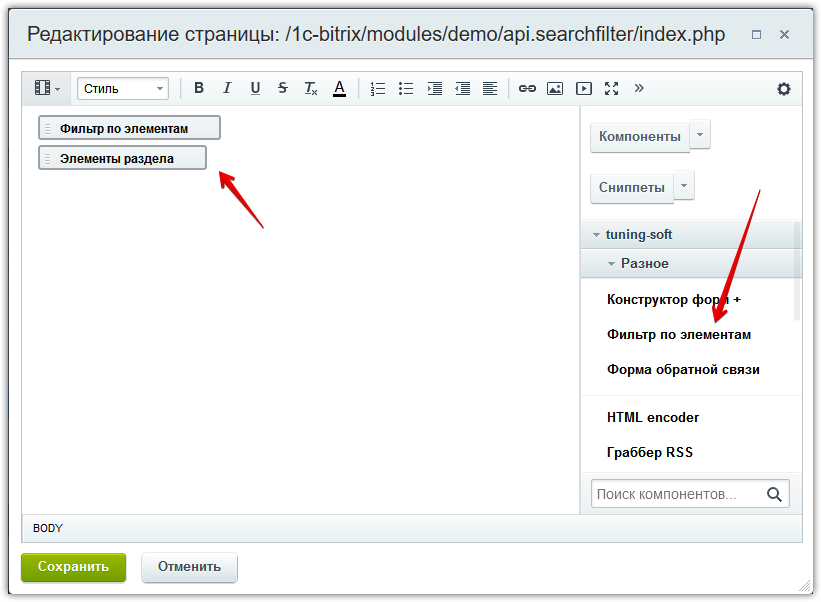 Редактирование страницы: /1c-bitrix/modules/demo/api.searchfilter/index.php
Стиль
B I U S Tx A
Фильтр по элементам
Элементы раздела
Компоненты
Сниппеты
tuning-soft
Разное
Конструктор форм +
Фильтр по элементам
Форма обратной связи
HTML encoder
Граббер RSS
Поиск компонентов...
BODY
Сохранить
Отменить